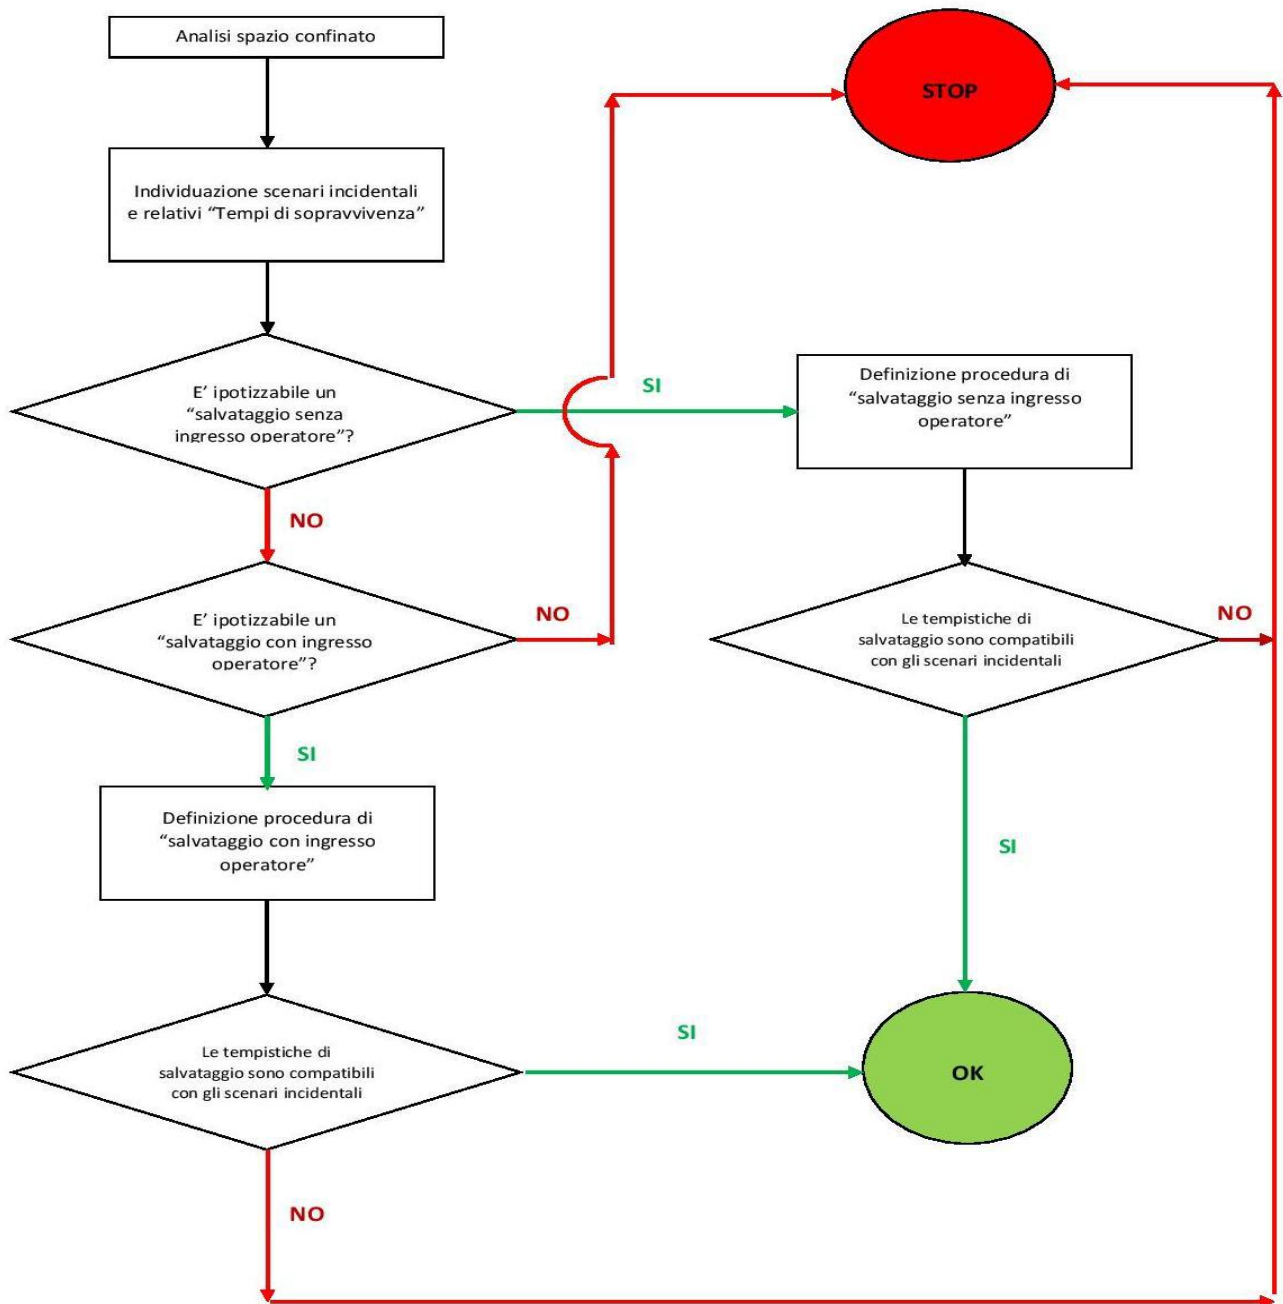 Analisi spazio confinato
STOP
Individuazione scenari incidentali
e relativi “Tempi di sopravvivenza”
E’ ipotizzabile un
“salvataggio senza
ingresso operatore”?
SI
Definizione procedura di
“salvataggio senza ingresso
operatore”
NO
E’ ipotizzabile un
“salvataggio con ingresso
operatore”?
NO
Le tempistiche di
salvataggio sono compatibili
con gli scenari incidentali
NO
SI
Definizione procedura di
“salvataggio con ingresso
operatore”
SI
Le tempistiche di
salvataggio sono compatibili
con gli scenari incidentali
SI
OK
NO